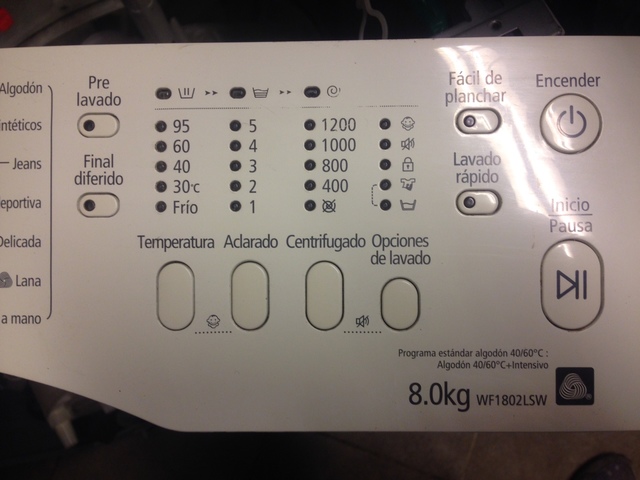 Algodón
Pre
lavado
Fácil de
planchar
Encender
95
5
1200
60
4
1000
Jeans
Final
diferido
40
3
800
Lavado
rápido
30°c
2
400
Frío
1
Inicio
Pausa
Delicada
Temperatura
Aclarado
Centrifugado
Opciones
de lavado
Lana
a mano
Programa estándar algodón 40/60°C :
Algodón 40/60°C+Intensivo
8.0kg WF1802LSW